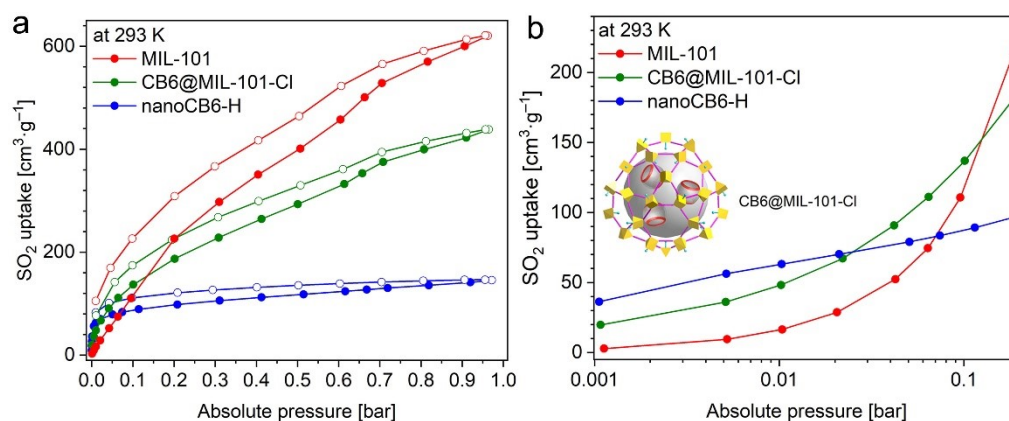 a
at 293 K
MIL-101
CB6@MIL-101-Cl
nanoCB6-H
SO₂ uptake [cm³·g⁻¹]
600
400
200
0
0.0 0.1 0.2 0.3 0.4 0.5 0.6 0.7 0.8 0.9 1.0
Absolute pressure [bar]
b
at 293 K
MIL-101
CB6@MIL-101-Cl
nanoCB6-H
CB6@MIL-101-Cl
SO₂ uptake [cm³·g⁻¹]
200
150
100
50
0
0.001 0.01 0.1
Absolute pressure [bar]